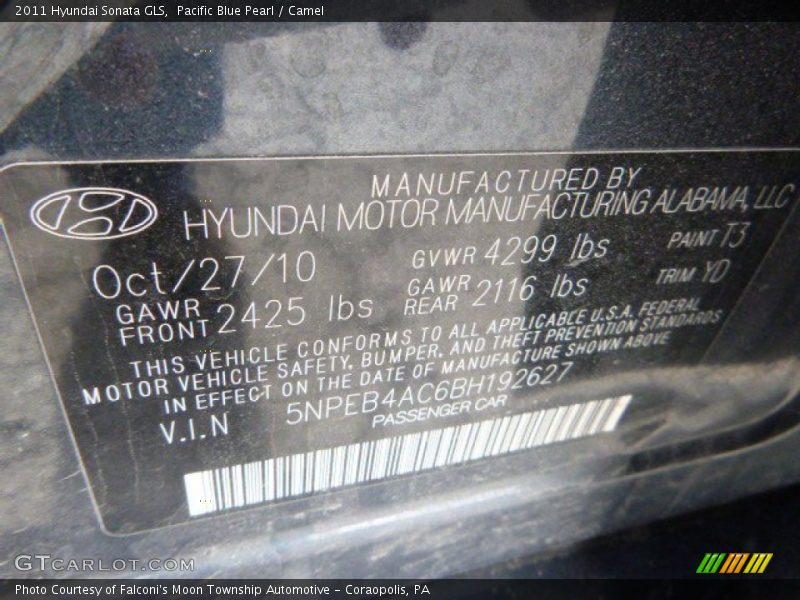 2011 Hyundai Sonata GLS, Pacific Blue Pearl / Camel
MANUFACTURED BY
HYUNDAI MOTOR MANUFACTURING ALABAMA, LLC
Oct/27/10 GVWR 4299 lbs PAINT T3
GAWR FRONT 2425 lbs GAWR REAR 2116 lbs TRIM YD
THIS VEHICLE CONFORMS TO ALL APPLICABLE U.S.A. FEDERAL
MOTOR VEHICLE SAFETY, BUMPER, AND THEFT PREVENTION STANDARDS
IN EFFECT ON THE DATE OF MANUFACTURE SHOWN ABOVE
V.I.N 5NPEB4AC6BH192627
PASSENGER CAR
GTCARLOT.COM
Photo Courtesy of Falconi's Moon Township Automotive - Coraopolis, PA